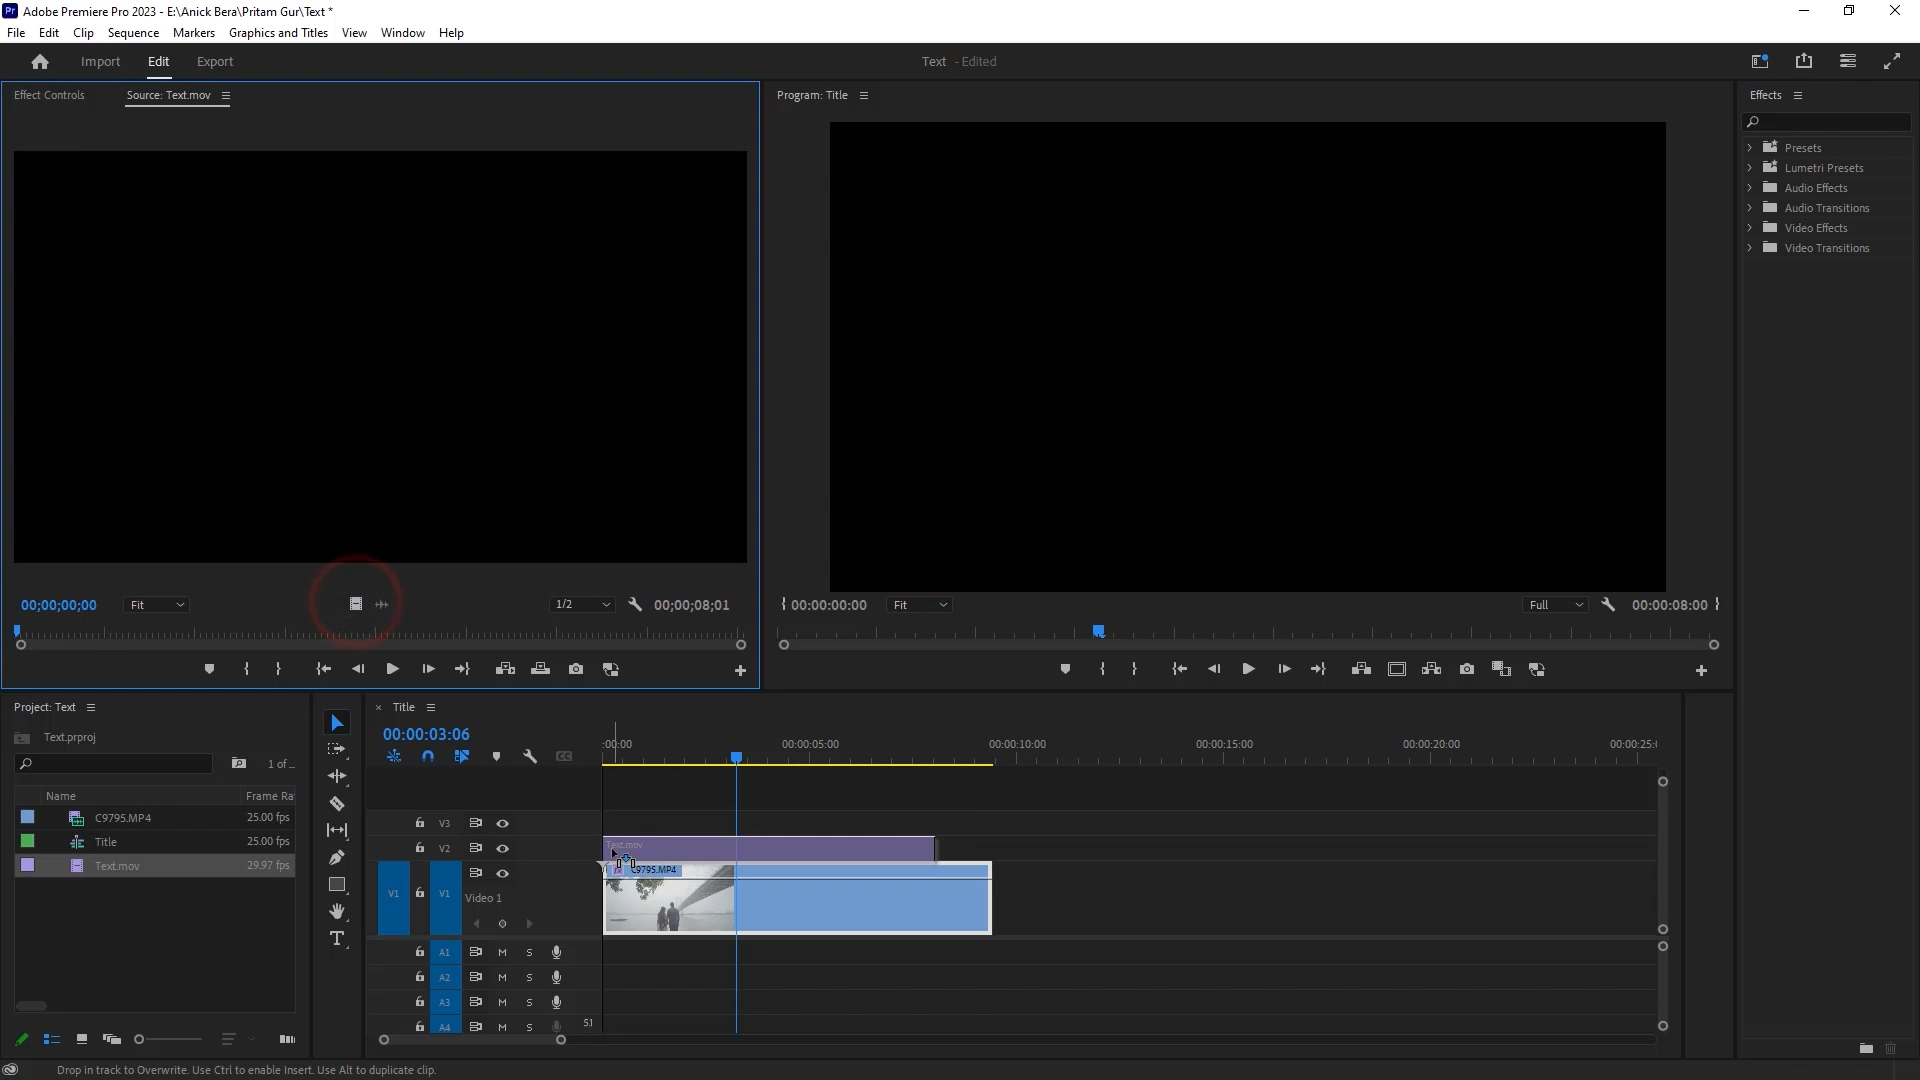 Pr Adobe Premiere Pro 2023 - E:\Anick Bera\Pritam Gur\Text *
File Edit Clip Sequence Markers Graphics and Titles View Window Help
Import Edit Export
Text - Edited
Effect Controls
Source: Text.mov
Program: Title
Effects
Presets
Lumetri Presets
Audio Effects
Audio Transitions
Video Effects
Video Transitions
00;00;00;00
Fit
1/2
00;00;08;01
00:00:00:00
Fit
Full
00:00:08:00
Project: Text
Text.prproj
1 of ...
Name Frame Ra
C9795.MP4 25.00 fps
Title 25.00 fps
Text.mov 29.97 fps
× Title
00:00:03:06
:00:00 00:00:05:00 00:00:10:00 00:00:15:00 00:00:20:00 00:00:25:0
V3
V2
Text.mov
V1 V1
Video 1
fx C9795.MP4
A1 M S
A2 M S
A3 M S
A4 M S 5.1
Drop in track to Overwrite. Use Ctrl to enable Insert. Use Alt to duplicate clip.